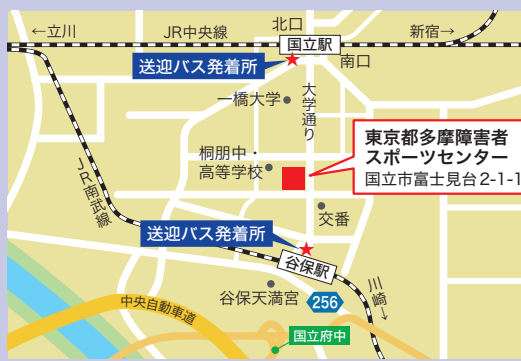 ←立川
JR中央線
北口
新宿→
国立駅
南口
送迎バス発着所
大学通り
一橋大学
東京都多摩障害者
スポーツセンター
国立市富士見台2-1-1
桐朋中・
高等学校
JR南武線
交番
送迎バス発着所
谷保駅
川崎→
谷保天満宮
256
中央自動車道
国立府中